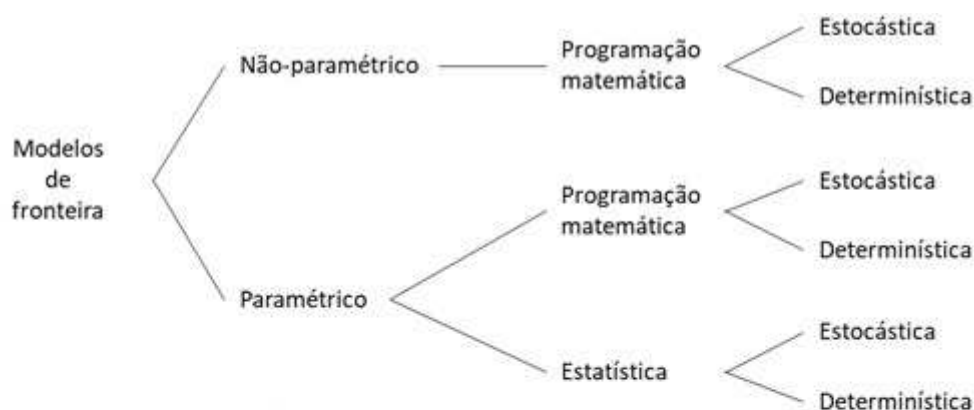 Modelos
de
fronteira
Não-paramétrico
Programação
matemática
Estocástica
Determinística
Paramétrico
Programação
matemática
Estocástica
Determinística
Estatística
Estocástica
Determinística